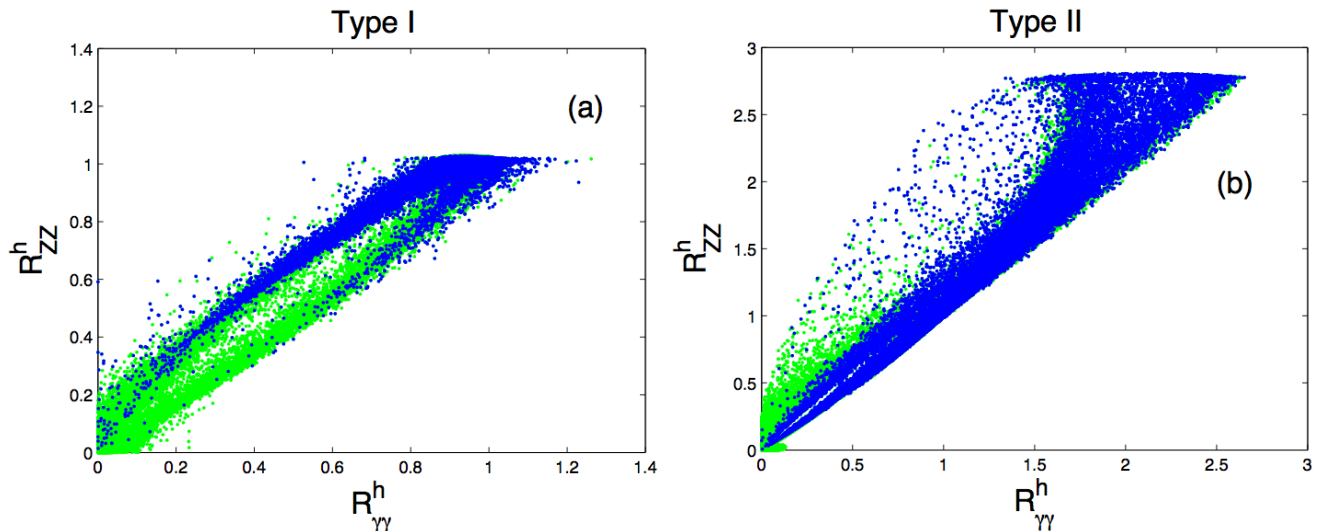 Type I
1.4
1.2
1
0.8
0.6
0.4
0.2
0
0 0.2 0.4 0.6 0.8 1 1.2 1.4
(a)
R^h_ZZ
R^h_γγ
Type II
3
2.5
2
1.5
1
0.5
0
0 0.5 1 1.5 2 2.5 3
(b)
R^h_ZZ
R^h_γγ